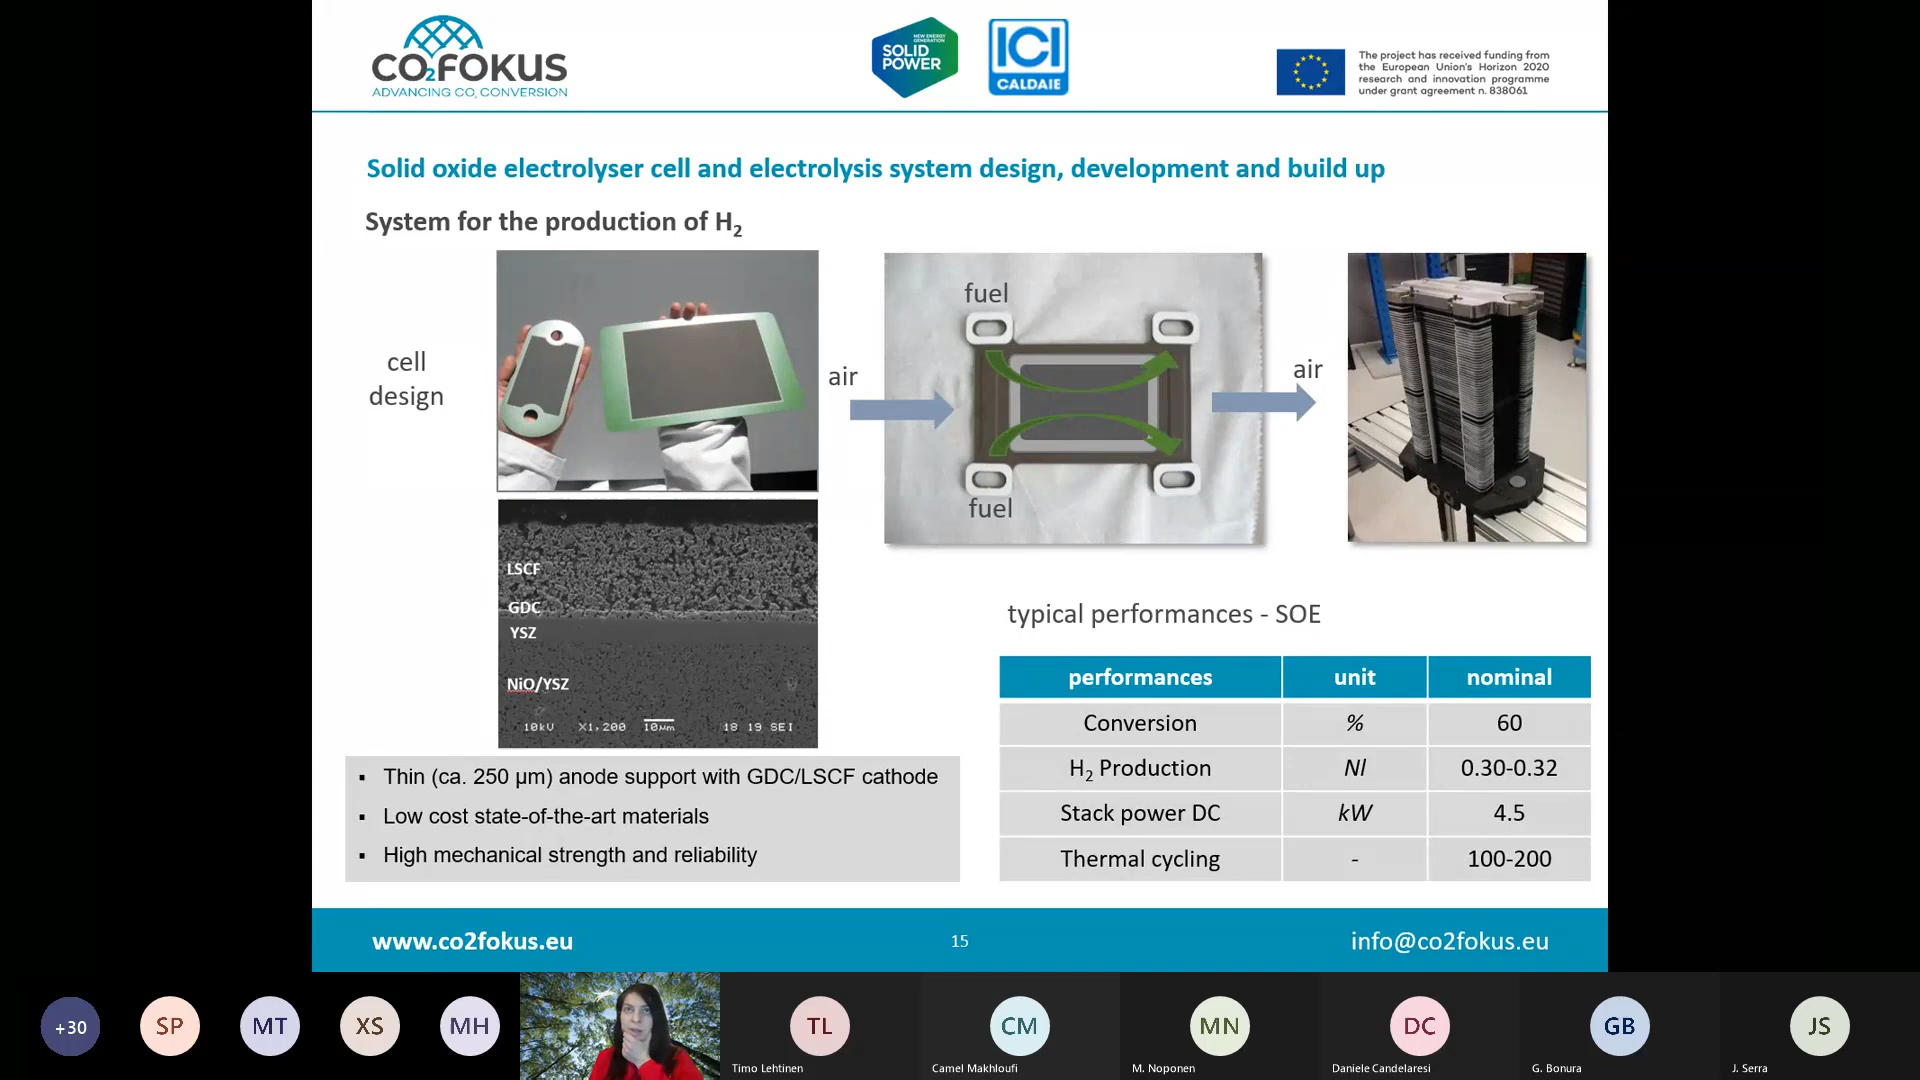 CO2FOKUS
ADVANCING CO2 CONVERSION
NEW ENERGY
GENERATION
SOLID
POWER
ICI
CALDAIE
The project has received funding from
the European Union's Horizon 2020
research and innovation programme
under grant agreement n. 838061
Solid oxide electrolyser cell and electrolysis system design, development and build up
System for the production of H2
cell
design
air
fuel
fuel
air
LSCF
GDC
YSZ
NiO/YSZ
10kV X1,200 10µm 18 19 SEI
▪ Thin (ca. 250 µm) anode support with GDC/LSCF cathode
▪ Low cost state-of-the-art materials
▪ High mechanical strength and reliability
typical performances - SOE
performances unit nominal
Conversion % 60
H2 Production Nl 0.30-0.32
Stack power DC kW 4.5
Thermal cycling - 100-200
www.co2fokus.eu 15 info@co2fokus.eu
+30 SP MT XS MH TL CM MN DC GB JS
Timo Lehtinen Camel Makhloufi M. Noponen Daniele Candelaresi G. Bonura J. Serra